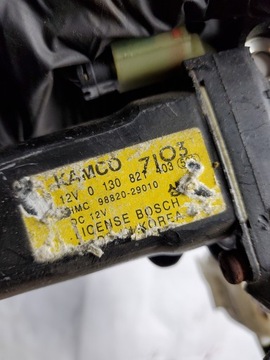 KAMCO 7103
12V 0 130 821 403
HMC 98820-29010
DC 12V
LICENSE BOSCH
KOREA